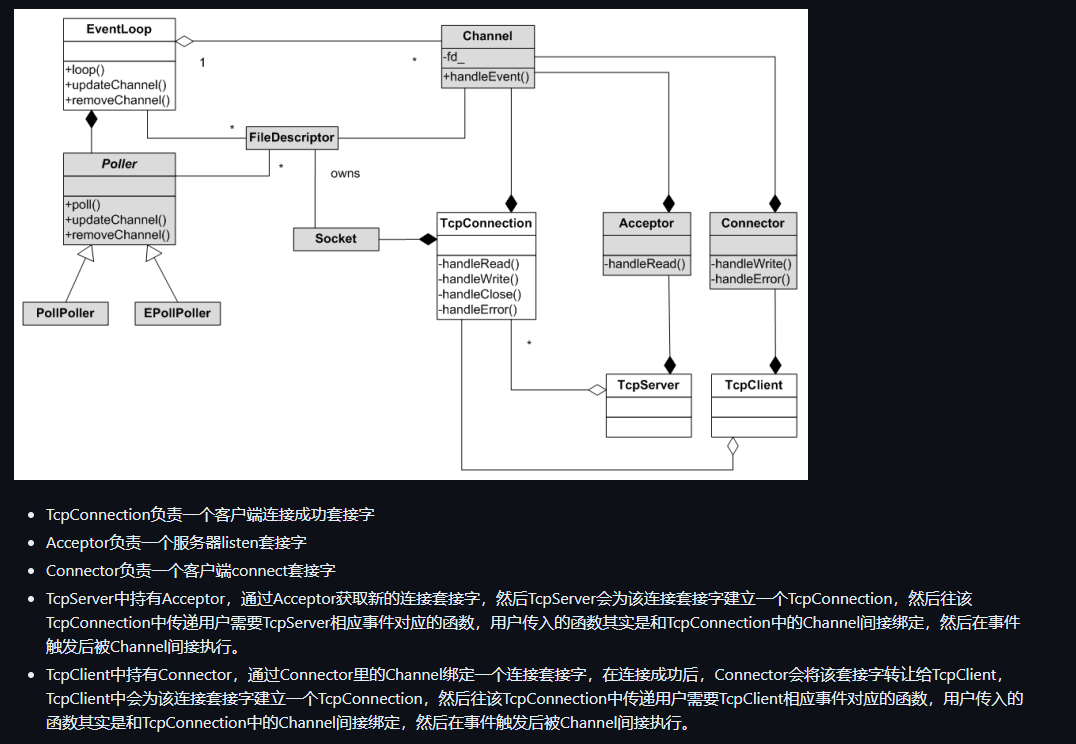 EventLoop
+loop()
+updateChannel()
+removeChannel()
1
*
Channel
-fd_
+handleEvent()
*
FileDescriptor
*
owns
Poller
+poll()
+updateChannel()
+removeChannel()
Socket
TcpConnection
-handleRead()
-handleWrite()
-handleClose()
-handleError()
Acceptor
-handleRead()
Connector
-handleWrite()
-handleError()
PollPoller
EPollPoller
*
TcpServer
TcpClient
• TcpConnection负责一个客户端连接成功套接字
• Acceptor负责一个服务器listen套接字
• Connector负责一个客户端connect套接字
• TcpServer中持有Acceptor，通过Acceptor获取新的连接套接字，然后TcpServer会为该连接套接字建立一个TcpConnection，然后往该
TcpConnection中传递用户需要TcpServer相应事件对应的函数，用户传入的函数其实是和TcpConnection中的Channel间接绑定，然后在事件
触发后被Channel间接执行。
• TcpClient中持有Connector，通过Connector里的Channel绑定一个连接套接字，在连接成功后，Connector会将该套接字转让给TcpClient，
TcpClient中会为该连接套接字建立一个TcpConnection，然后往该TcpConnection中传递用户需要TcpClient相应事件对应的函数，用户传入的
函数其实是和TcpConnection中的Channel间接绑定，然后在事件触发后被Channel间接执行。